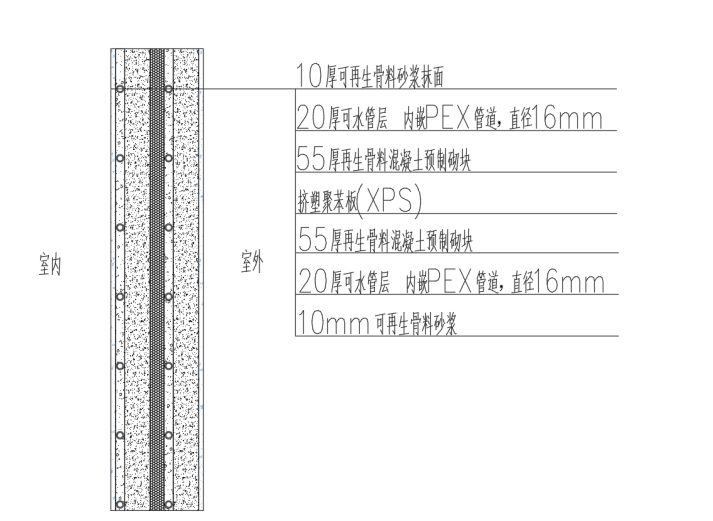 10厚可再生骨料砂浆抹面
20厚可水管层 内嵌PEX管道，直径16mm
55厚再生骨料混凝土预制砌块
挤塑聚苯板(XPS)
55厚再生骨料混凝土预制砌块
室内
室外
20厚可水管层 内嵌PEX管道，直径16mm
10mm可再生骨料砂浆